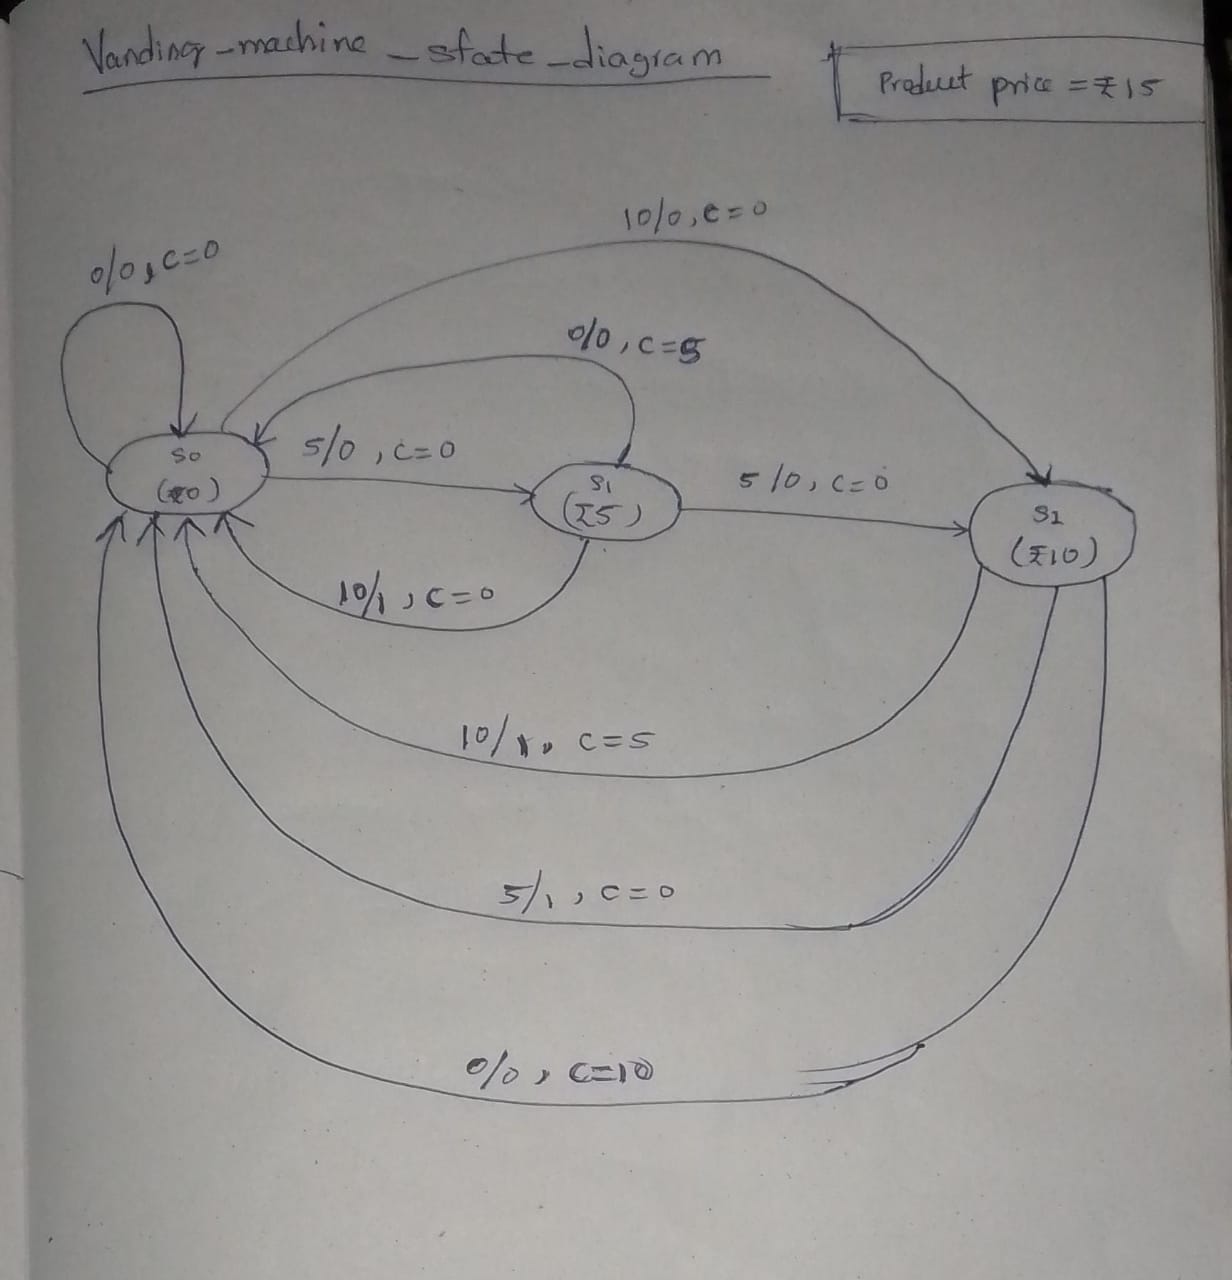 Vanding-machine-state-diagram
Product price = ₹15
10/0, c=0
0/0, c=0
0/0, c=5
5/0, c=0
S0
(₹0)
S1
(₹5)
5/0, c=0
S2
(₹10)
10/1, c=0
10/1, c=5
5/1, c=0
0/0, c=10